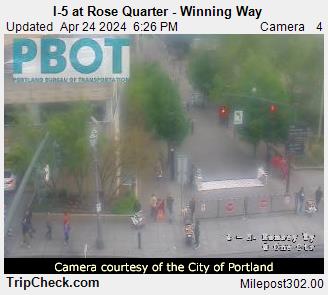 I-5 at Rose Quarter - Winning Way
Updated Apr 24 2024 6:26 PM Camera 4
PBOT
PORTLAND BUREAU OF TRANSPORTATION
Camera courtesy of the City of Portland
TripCheck.com Milepost302.00